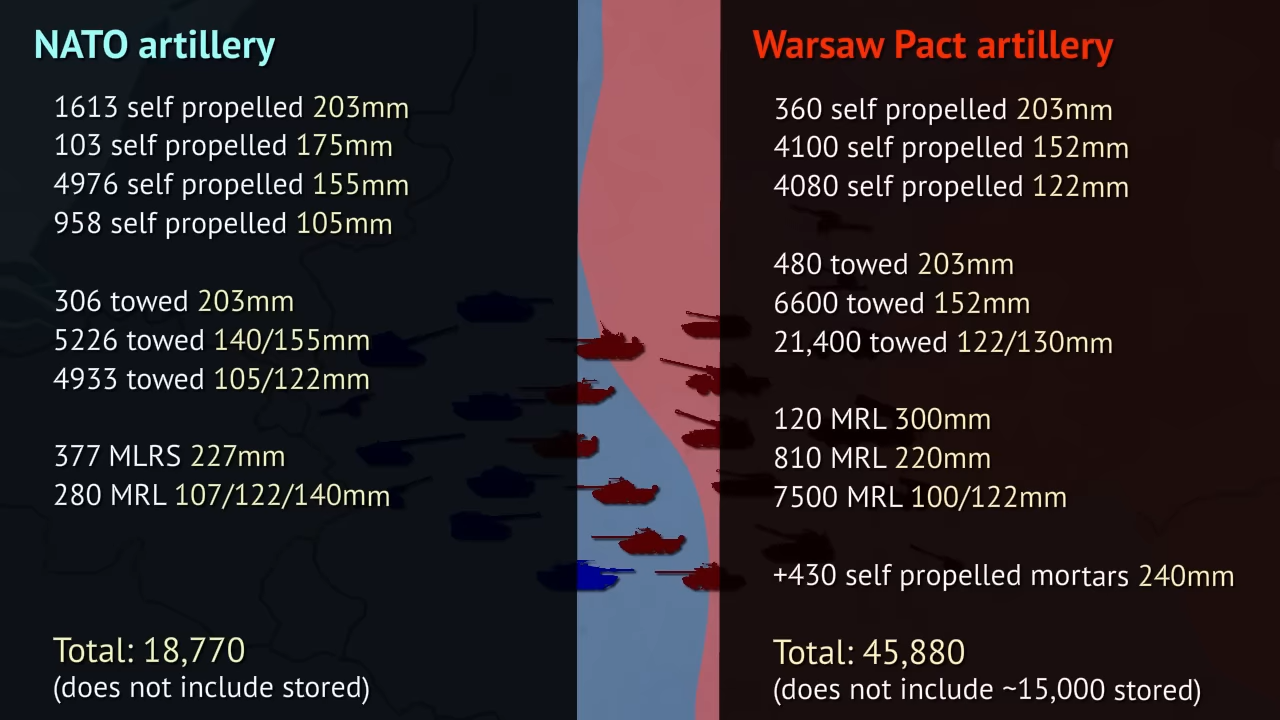 NATO artillery
1613 self propelled 203mm
103 self propelled 175mm
4976 self propelled 155mm
958 self propelled 105mm
306 towed 203mm
5226 towed 140/155mm
4933 towed 105/122mm
377 MLRS 227mm
280 MRL 107/122/140mm
Total: 18,770
(does not include stored)
Warsaw Pact artillery
360 self propelled 203mm
4100 self propelled 152mm
4080 self propelled 122mm
480 towed 203mm
6600 towed 152mm
21,400 towed 122/130mm
120 MRL 300mm
810 MRL 220mm
7500 MRL 100/122mm
+430 self propelled mortars 240mm
Total: 45,880
(does not include ~15,000 stored)